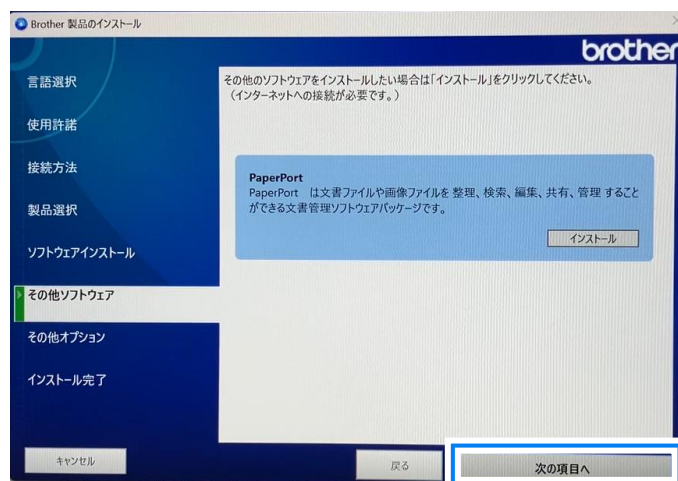 Brother 製品のインストール
brother
言語選択
使用許諾
接続方法
製品選択
ソフトウェアインストール
その他ソフトウェア
その他オプション
インストール完了
その他のソフトウェアをインストールしたい場合は「インストール」をクリックしてください。
（インターネットへの接続が必要です。）
PaperPort
PaperPort は文書ファイルや画像ファイルを 整理、検索、編集、共有、管理 すること
ができる文書管理ソフトウェアパッケージです。
インストール
キャンセル
戻る
次の項目へ